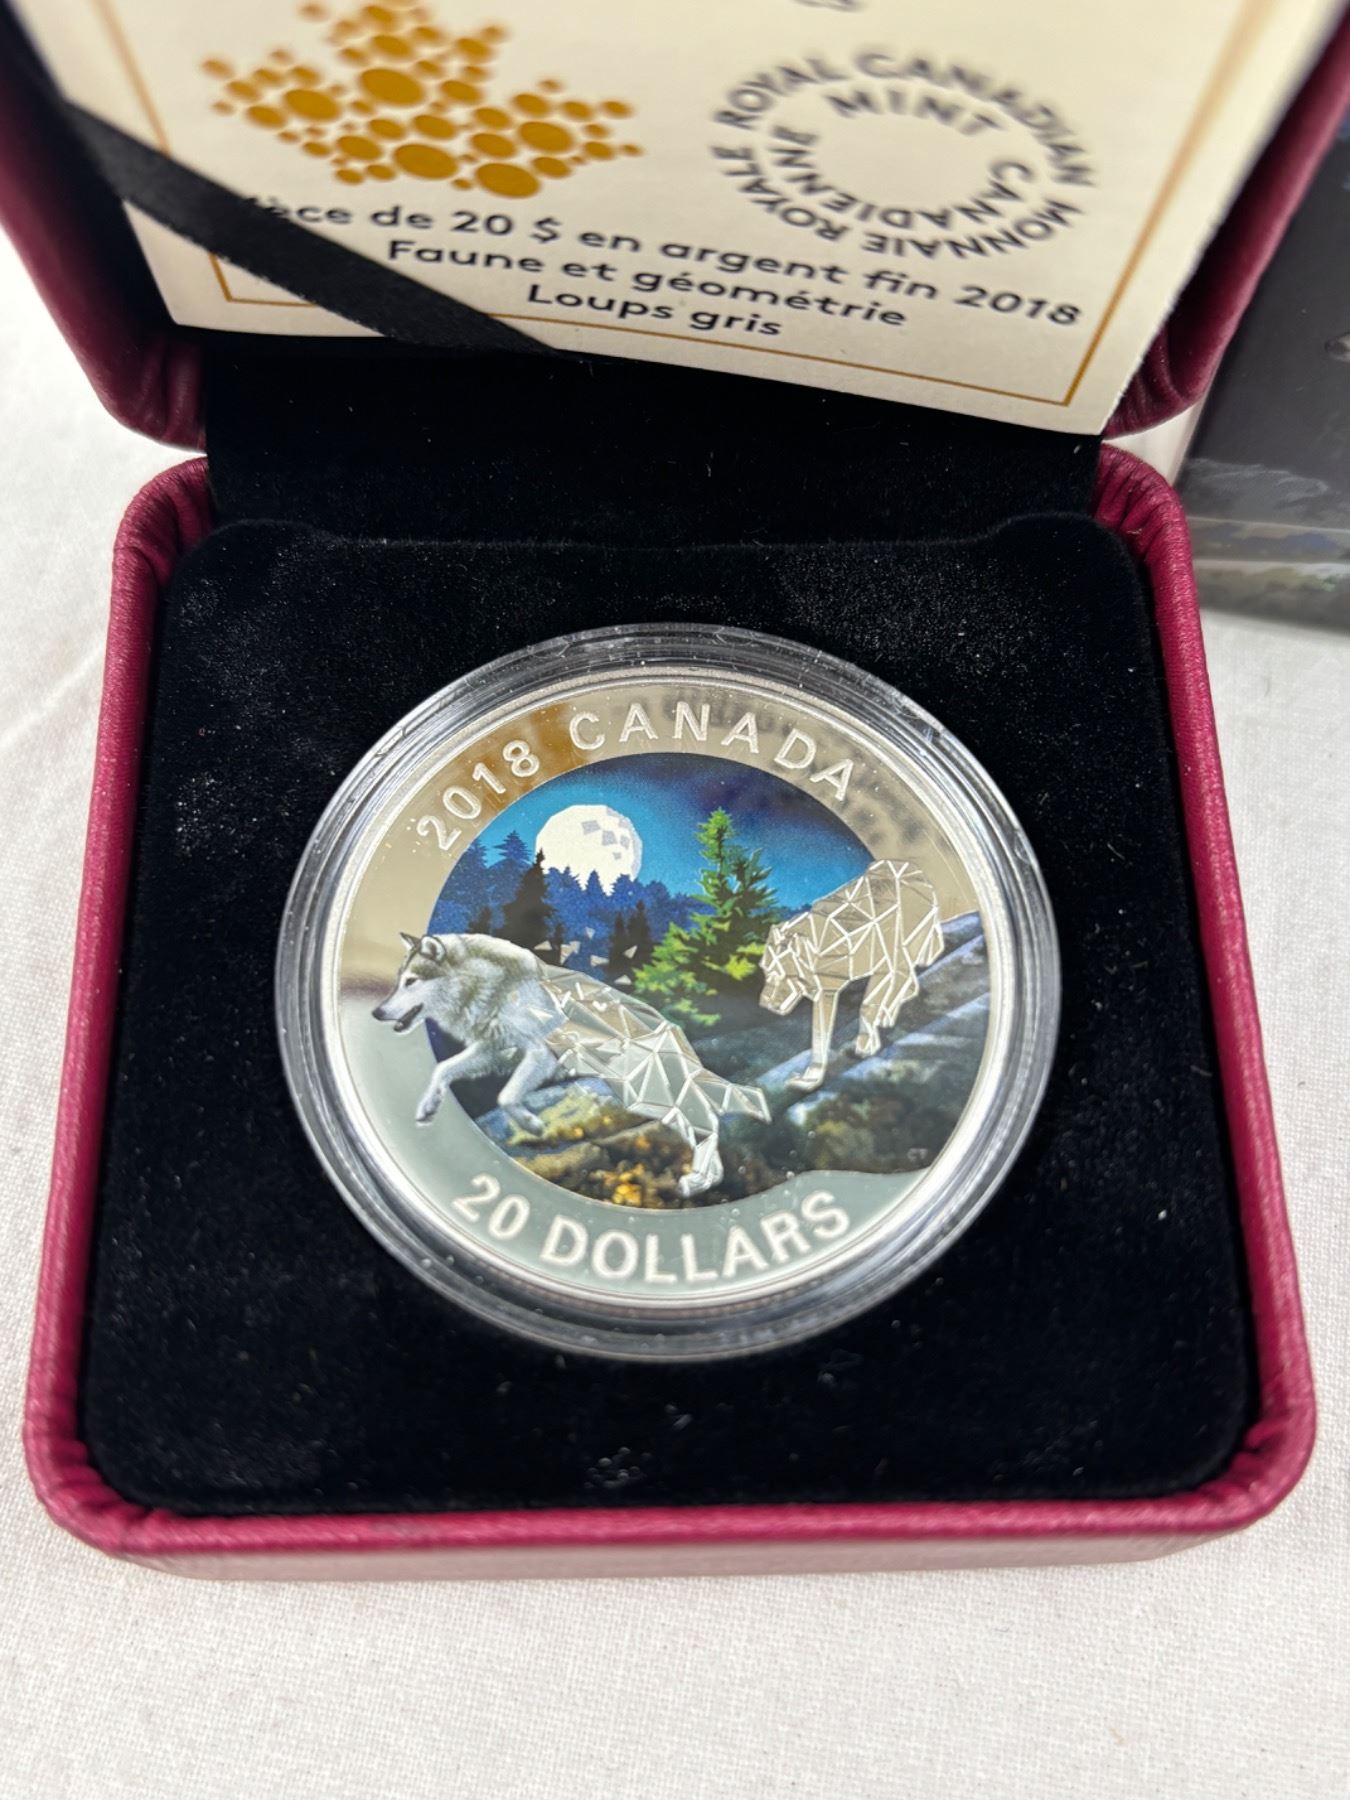 ROYAL CANADIAN MINT
MONNAIE ROYALE CANADIENNE
de 20 $ en argent fin 2018
Faune et géométrie
Loups gris
2018 CANADA
20 DOLLARS